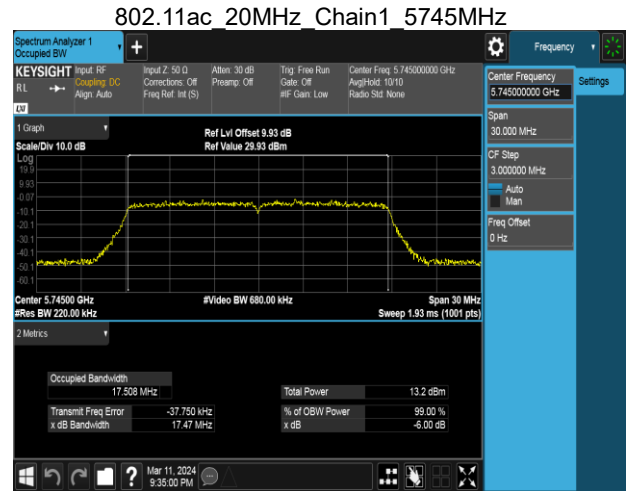 802.11ac_20MHz_Chain1_5745MHz
Spectrum Analyzer 1
Occupied BW
+
Frequency
KEYSIGHT
RL
LXI
Input: RF
Coupling: DC
Align: Auto
Input Z: 50 Ω
Corrections: Off
Freq Ref: Int (S)
Atten: 30 dB
Preamp: Off
Trig: Free Run
Gate: Off
#IF Gain: Low
Center Freq: 5.745000000 GHz
Avg|Hold: 10/10
Radio Std: None
Center Frequency
5.745000000 GHz
Settings
Span
30.000 MHz
CF Step
3.000000 MHz
Auto
Man
Freq Offset
0 Hz
1 Graph
Scale/Div 10.0 dB
Ref Lvl Offset 9.93 dB
Ref Value 29.93 dBm
Log
19.9
9.93
-0.07
-10.1
-20.1
-30.1
-40.1
-50.1
-60.1
Center 5.74500 GHz
#Video BW 680.00 kHz
Span 30 MHz
#Res BW 220.00 kHz
Sweep 1.93 ms (1001 pts)
2 Metrics
Occupied Bandwidth
17.508 MHz
Total Power 13.2 dBm
Transmit Freq Error -37.750 kHz
% of OBW Power 99.00 %
x dB Bandwidth 17.47 MHz
x dB -6.00 dB
?
Mar 11, 2024
9:35:00 PM